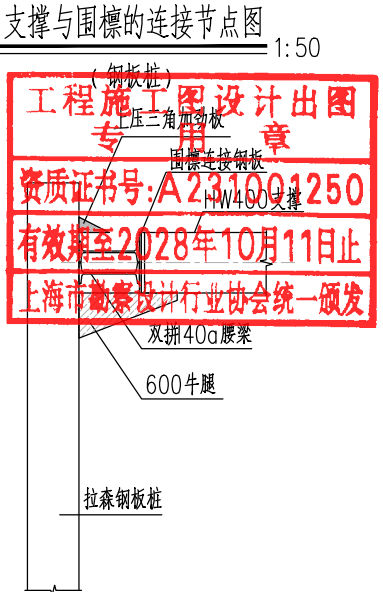 支撑与围檩的连接节点图
1:50
(钢板桩)
工程施工图设计出图
专用章
上压三角加劲板
围檩连接钢板
资质证书号:A231001250
HW400支撑
有效期至2028年10月11日止
上海市勘察设计行业协会统一颁发
双拼40a腰梁
600牛腿
拉森钢板桩